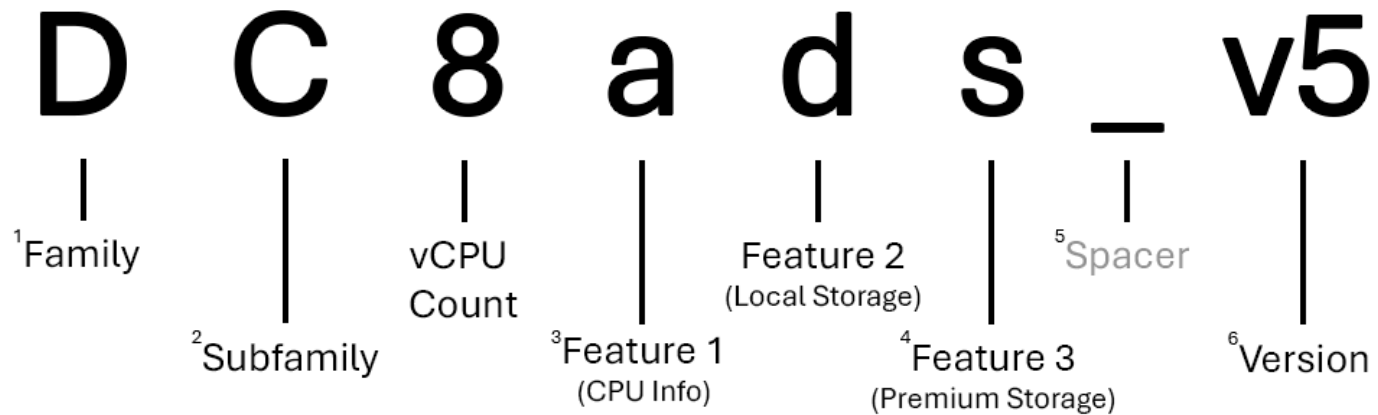 D C 8 a d s _ v5
¹Family
²Subfamily
vCPU
Count
³Feature 1
(CPU Info)
Feature 2
(Local Storage)
⁴Feature 3
(Premium Storage)
⁵Spacer
⁶Version